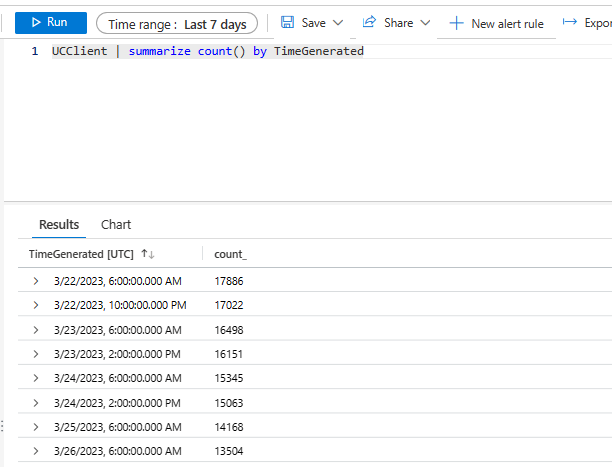 Run Time range : Last 7 days Save Share New alert rule Expor
1 UCClient | summarize count() by TimeGenerated
Results Chart
TimeGenerated [UTC] count_
3/22/2023, 6:00:00.000 AM 17886
3/22/2023, 10:00:00.000 PM 17022
3/23/2023, 6:00:00.000 AM 16498
3/23/2023, 2:00:00.000 PM 16151
3/24/2023, 6:00:00.000 AM 15345
3/24/2023, 2:00:00.000 PM 15063
3/25/2023, 6:00:00.000 AM 14168
3/26/2023, 6:00:00.000 AM 13504